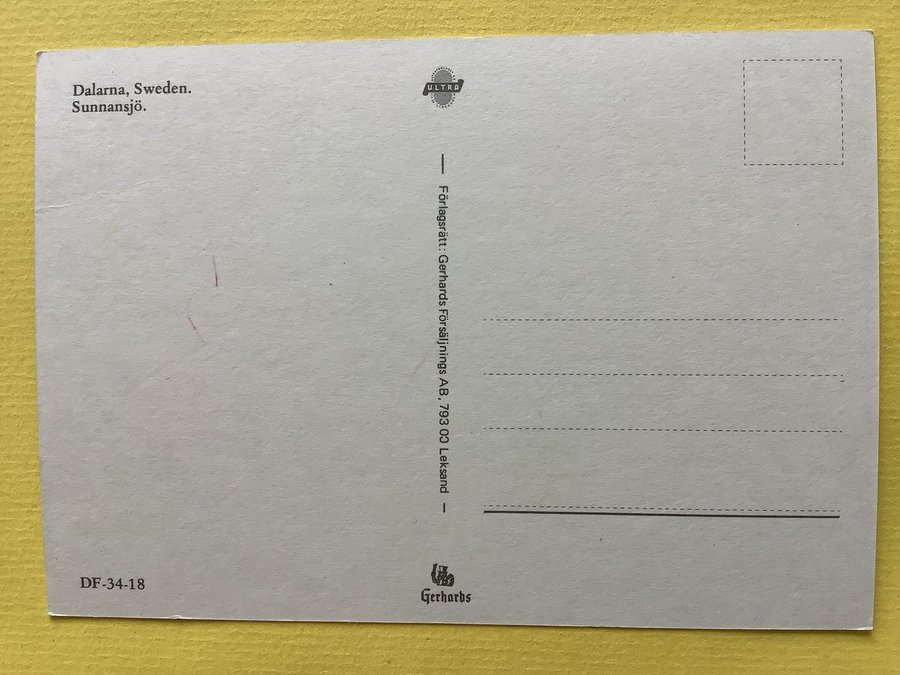 Dalarna, Sweden.
Sunnansjö.
ULTRA
— Förlagsrätt: Gerhards Försäljnings AB, 793 00 Leksand —
DF-34-18
Gerhards